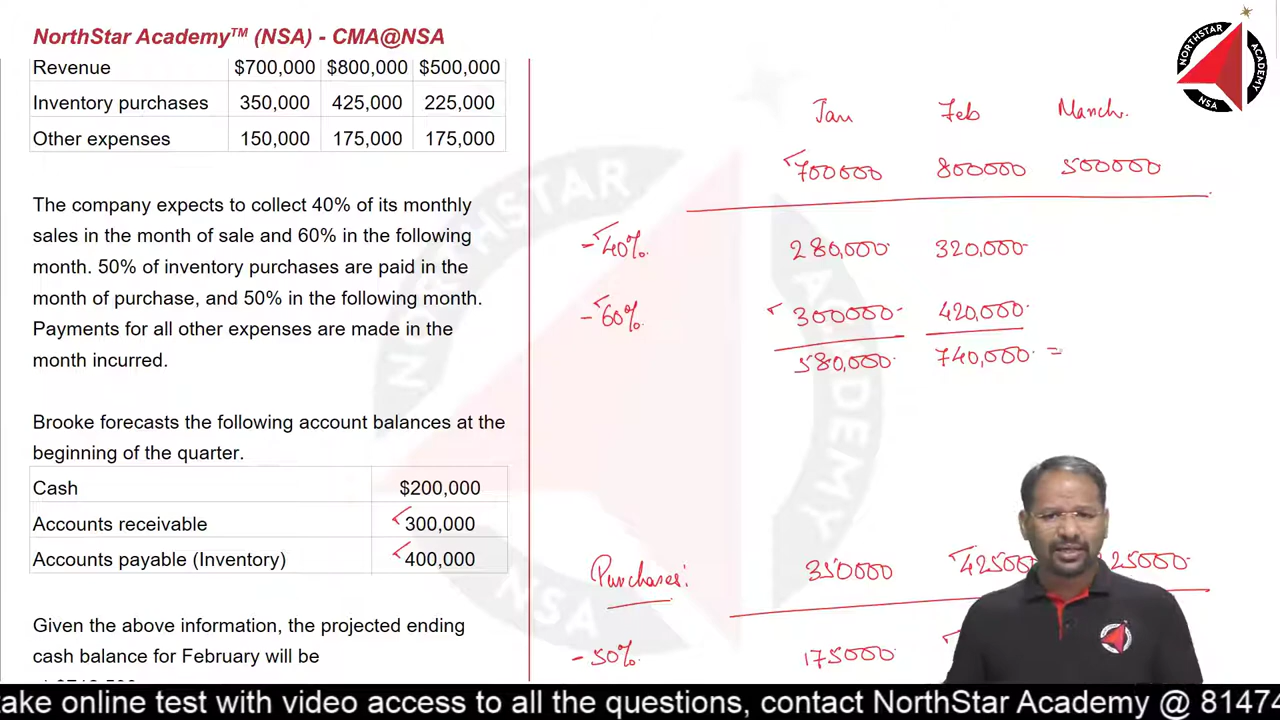 NorthStar Academy™ (NSA) - CMA@NSA
Revenue $700,000 $800,000 $500,000
Inventory purchases 350,000 425,000 225,000
Other expenses 150,000 175,000 175,000
The company expects to collect 40% of its monthly
sales in the month of sale and 60% in the following
month. 50% of inventory purchases are paid in the
month of purchase, and 50% in the following month.
Payments for all other expenses are made in the
month incurred.
Brooke forecasts the following account balances at the
beginning of the quarter.
Cash $200,000
Accounts receivable 300,000
Accounts payable (Inventory) 400,000
Given the above information, the projected ending
cash balance for February will be
Jan Feb March.
700000 800000 500000
- 40% 280,000 320,000
- 60% 300000 420,000
580,000 740,000 =
Purchases: 350000 42500 25000
- 50% 175000
NORTHSTAR ACADEMY
NSA
take online test with video access to all the questions, contact NorthStar Academy @ 81474